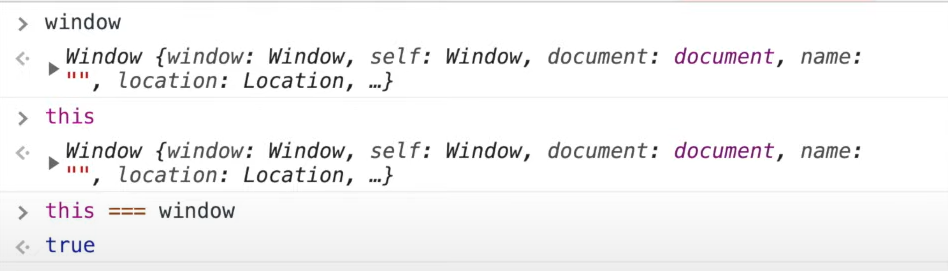 window
Window {window: Window, self: Window, document: document, name:
"", location: Location, …}
this
Window {window: Window, self: Window, document: document, name:
"", location: Location, …}
this === window
true